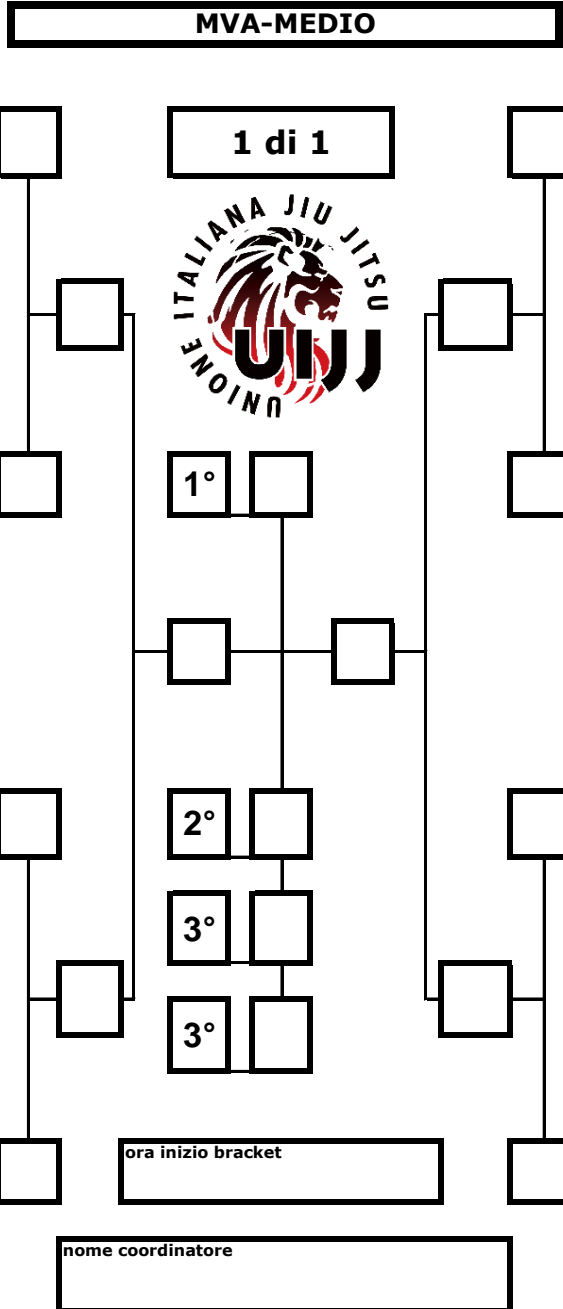 MVA-MEDIO
1 di 1
UNIONE ITALIANA JIU JITSU
UIJJ
1°
2°
3°
3°
ora inizio bracket
nome coordinatore